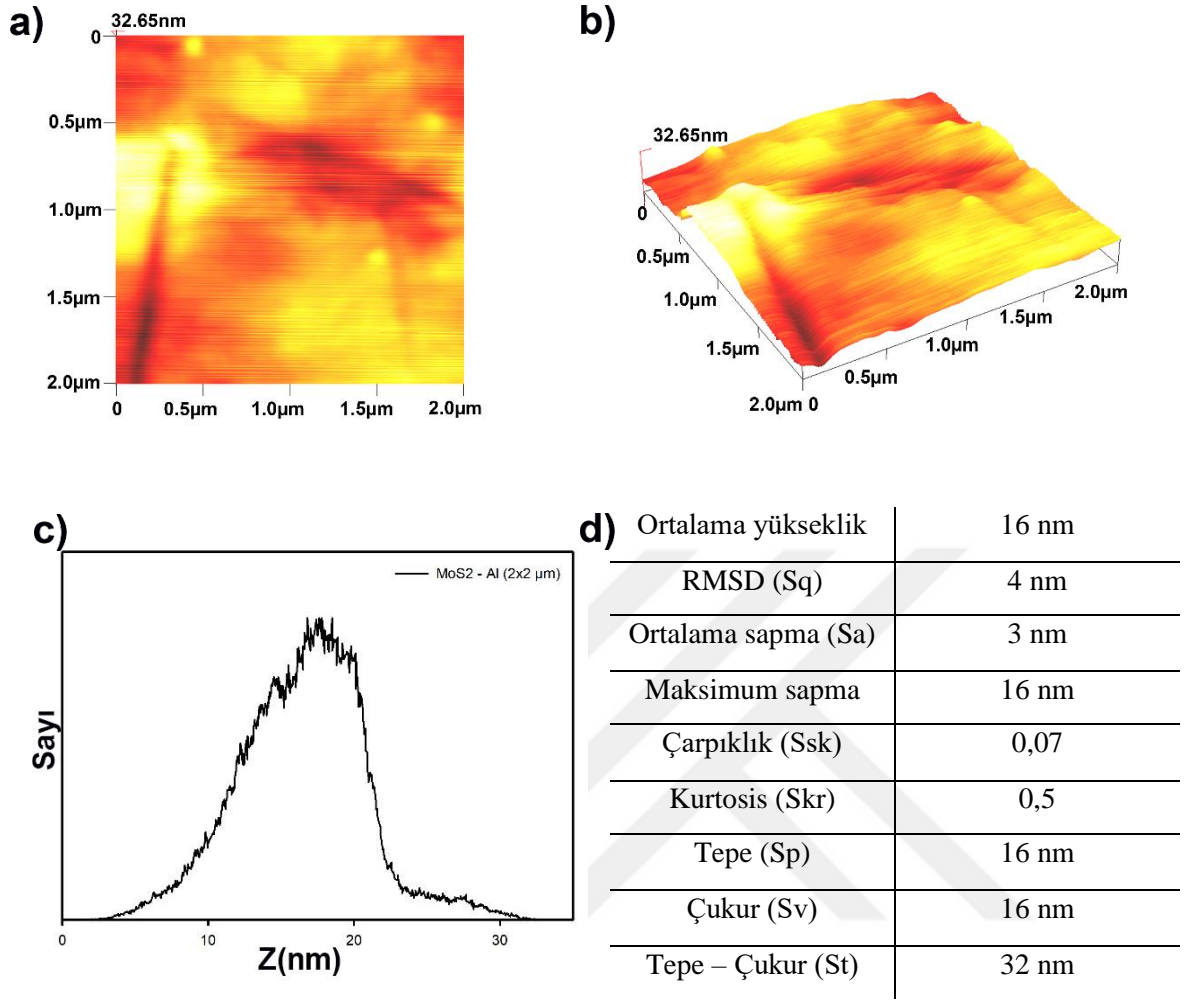 a)
32.65nm
0
0.5µm
1.0µm
1.5µm
2.0µm
0 0.5µm 1.0µm 1.5µm 2.0µm
b)
32.65nm
0
0.5µm
1.0µm
1.5µm
2.0µm 0
0.5µm
1.0µm
1.5µm
2.0µm
c)
MoS2 - Al (2x2 µm)
Sayı
0 10 20 30
Z(nm)
d)
Ortalama yükseklik 16 nm
RMSD (Sq) 4 nm
Ortalama sapma (Sa) 3 nm
Maksimum sapma 16 nm
Çarpıklık (Ssk) 0,07
Kurtosis (Skr) 0,5
Tepe (Sp) 16 nm
Çukur (Sv) 16 nm
Tepe – Çukur (St) 32 nm